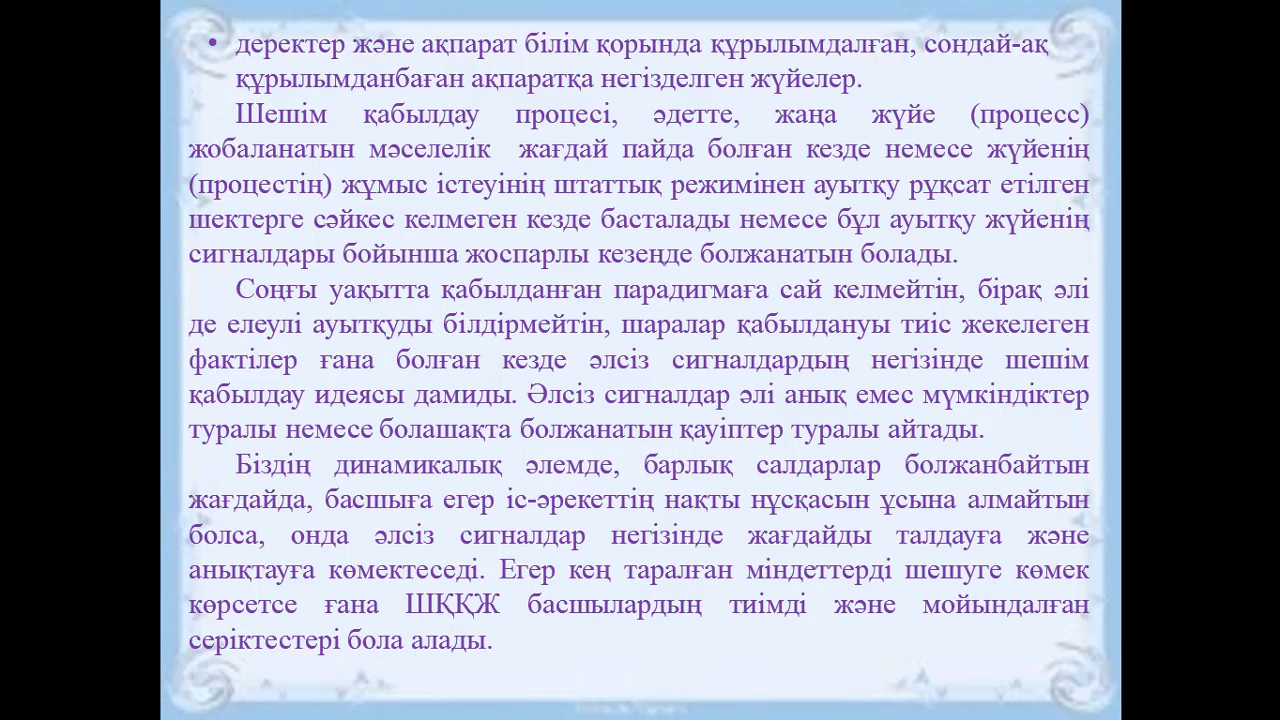 • деректер және ақпарат білім қорында құрылымдалған, сондай-ақ
құрылымданбаған ақпаратқа негізделген жүйелер.
Шешім қабылдау процесі, әдетте, жаңа жүйе (процесс)
жобаланатын мәселелік жағдай пайда болған кезде немесе жүйенің
(процестің) жұмыс істеуінің штаттық режимінен ауытқу рұқсат етілген
шектерге сәйкес келмеген кезде басталады немесе бұл ауытқу жүйенің
сигналдары бойынша жоспарлы кезеңде болжанатын болады.
Соңғы уақытта қабылданған парадигмаға сай келмейтін, бірақ әлі
де елеулі ауытқуды білдірмейтін, шаралар қабылдануы тиіс жекелеген
фактілер ғана болған кезде әлсіз сигналдардың негізінде шешім
қабылдау идеясы дамиды. Әлсіз сигналдар әлі анық емес мүмкіндіктер
туралы немесе болашақта болжанатын қауіптер туралы айтады.
Біздің динамикалық әлемде, барлық салдарлар болжанбайтын
жағдайда, басшыға егер іс-әрекеттің нақты нұсқасын ұсына алмайтын
болса, онда әлсіз сигналдар негізінде жағдайды талдауға және
анықтауға көмектеседі. Егер кең таралған міндеттерді шешуге көмек
көрсетсе ғана ШҚҚЖ басшылардың тиімді және мойындалған
серіктестері бола алады.